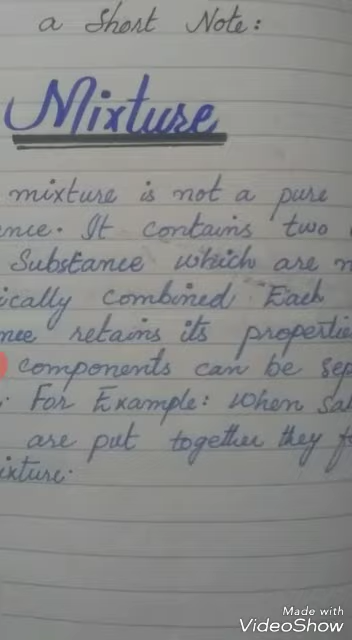 a Short Note:
Mixture
mixture is not a pure
ence. It contains two
Substance which are
ically combined. Each
nce retains its propertie
components can be sep
For Example: when Sal
are put together they f
ixture.
Made with
VideoShow